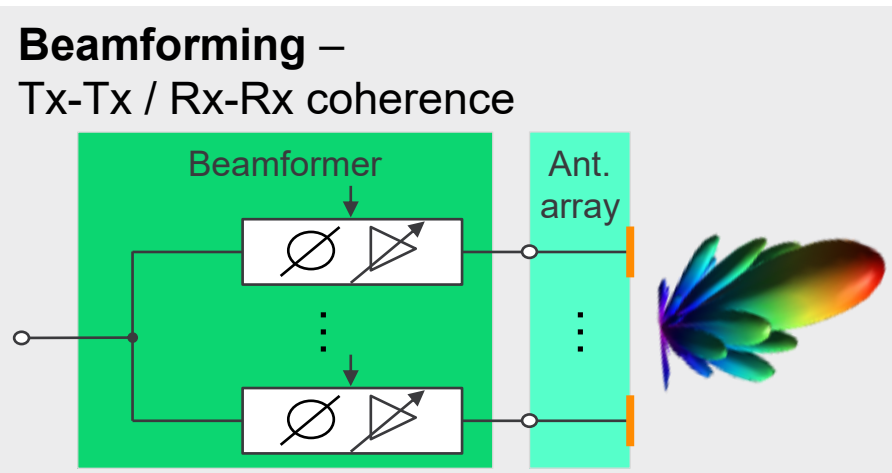 Beamforming –
Tx-Tx / Rx-Rx coherence
Beamformer
Ant.
array